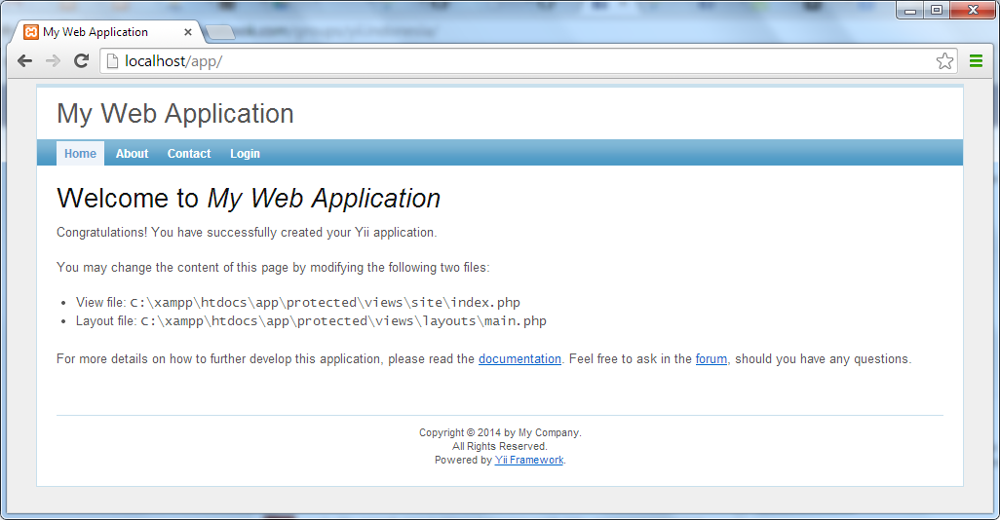 My Web Application
localhost/app/
My Web Application
Home About Contact Login
Welcome to My Web Application
Congratulations! You have successfully created your Yii application.
You may change the content of this page by modifying the following two files:
• View file: C:\xampp\htdocs\app\protected\views\site\index.php
• Layout file: C:\xampp\htdocs\app\protected\views\layouts\main.php
For more details on how to further develop this application, please read the documentation. Feel free to ask in the forum, should you have any questions.
Copyright © 2014 by My Company.
All Rights Reserved.
Powered by Yii Framework.